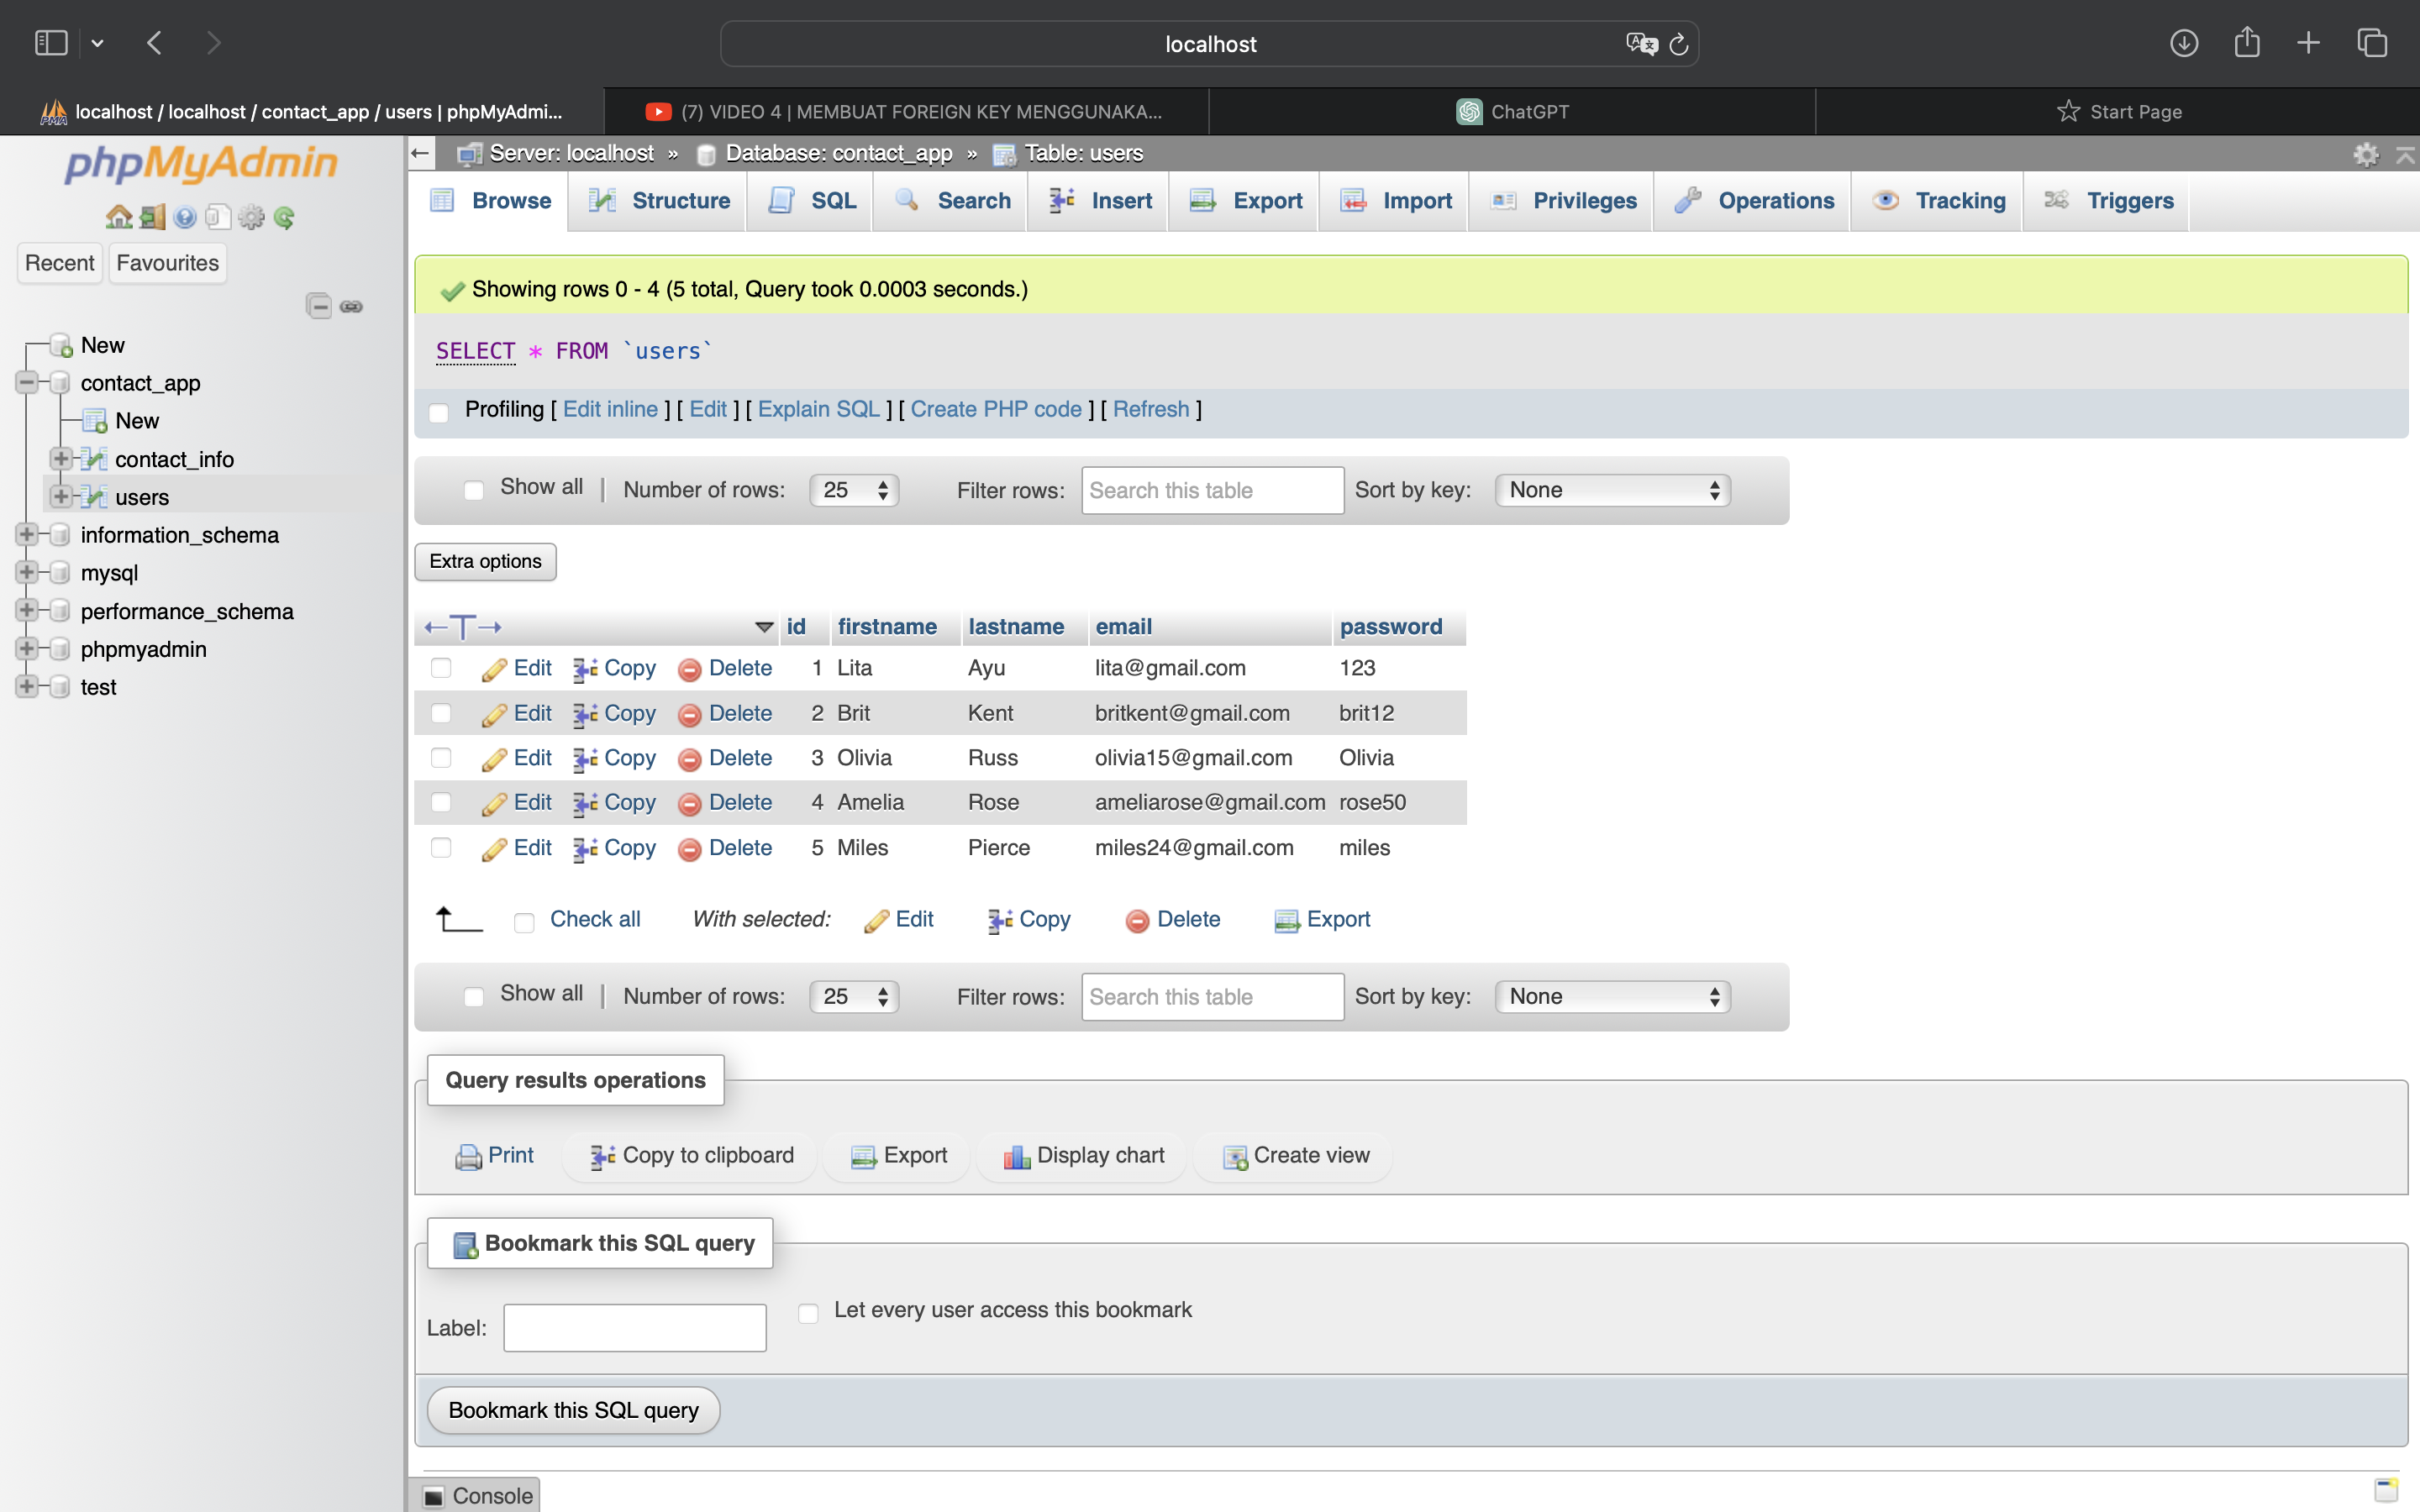 localhost
localhost / localhost / contact_app / users | phpMyAdmi...
(7) VIDEO 4 | MEMBUAT FOREIGN KEY MENGGUNAKA...
ChatGPT
Start Page
phpMyAdmin
Recent Favourites
New
contact_app
New
contact_info
users
information_schema
mysql
performance_schema
phpmyadmin
test
Server: localhost » Database: contact_app » Table: users
Browse Structure SQL Search Insert Export Import Privileges Operations Tracking Triggers
Showing rows 0 - 4 (5 total, Query took 0.0003 seconds.)
SELECT * FROM `users`
Profiling [ Edit inline ] [ Edit ] [ Explain SQL ] [ Create PHP code ] [ Refresh ]
Show all | Number of rows: 25 Filter rows: Search this table Sort by key: None
Extra options
id firstname lastname email password
Edit Copy Delete 1 Lita Ayu lita@gmail.com 123
Edit Copy Delete 2 Brit Kent britkent@gmail.com brit12
Edit Copy Delete 3 Olivia Russ olivia15@gmail.com Olivia
Edit Copy Delete 4 Amelia Rose ameliarose@gmail.com rose50
Edit Copy Delete 5 Miles Pierce miles24@gmail.com miles
Check all With selected: Edit Copy Delete Export
Show all | Number of rows: 25 Filter rows: Search this table Sort by key: None
Query results operations
Print Copy to clipboard Export Display chart Create view
Bookmark this SQL query
Label: Let every user access this bookmark
Bookmark this SQL query
Console